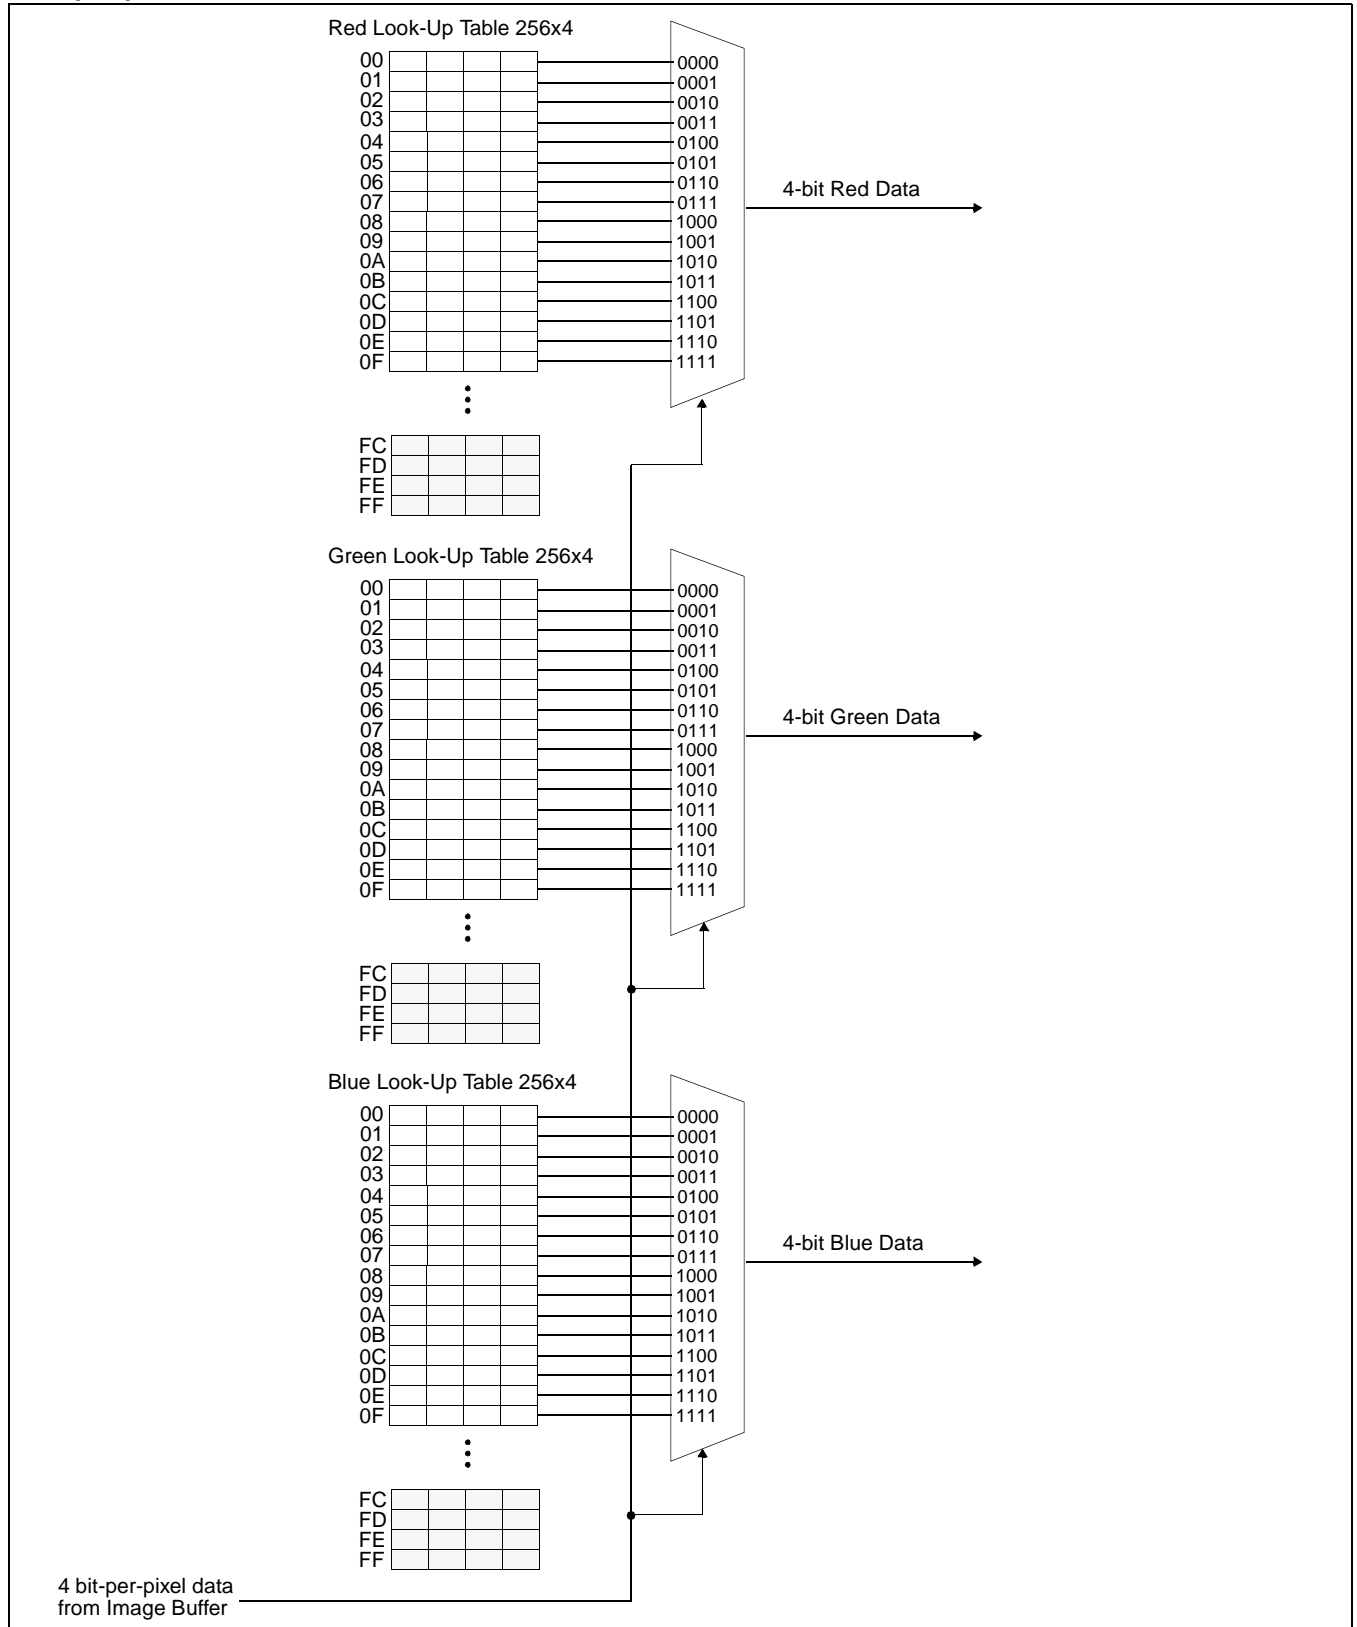 Red Look-Up Table 256x4
00 0000
01 0001
02 0010
03 0011
04 0100
05 0101
06 0110
07 0111
08 1000
09 1001
0A 1010
0B 1011
0C 1100
0D 1101
0E 1110
0F 1111
4-bit Red Data
FC
FD
FE
FF
Green Look-Up Table 256x4
00 0000
01 0001
02 0010
03 0011
04 0100
05 0101
06 0110
07 0111
08 1000
09 1001
0A 1010
0B 1011
0C 1100
0D 1101
0E 1110
0F 1111
4-bit Green Data
FC
FD
FE
FF
Blue Look-Up Table 256x4
00 0000
01 0001
02 0010
03 0011
04 0100
05 0101
06 0110
07 0111
08 1000
09 1001
0A 1010
0B 1011
0C 1100
0D 1101
0E 1110
0F 1111
4-bit Blue Data
FC
FD
FE
FF
4 bit-per-pixel data
from Image Buffer